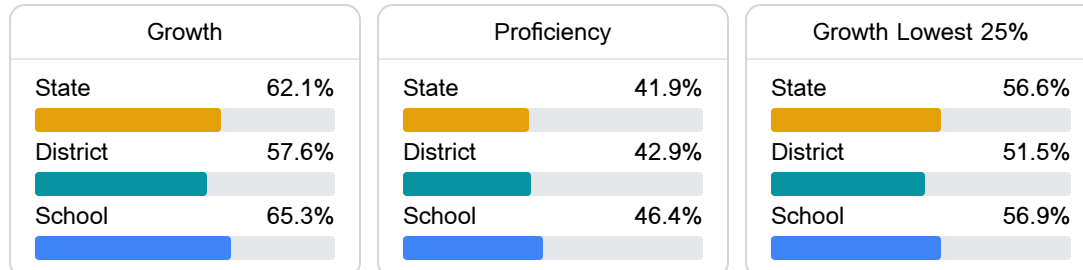 Growth
State 62.1%
District 57.6%
School 65.3%
Proficiency
State 41.9%
District 42.9%
School 46.4%
Growth Lowest 25%
State 56.6%
District 51.5%
School 56.9%